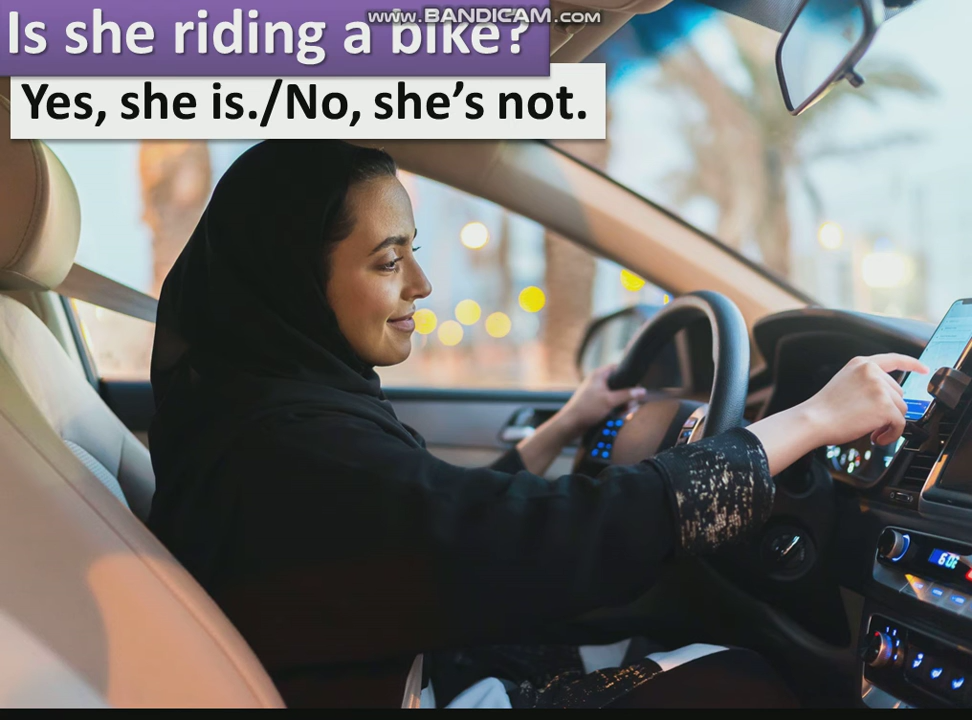 www.BANDICAM.com
Is she riding a bike?
Yes, she is./No, she's not.